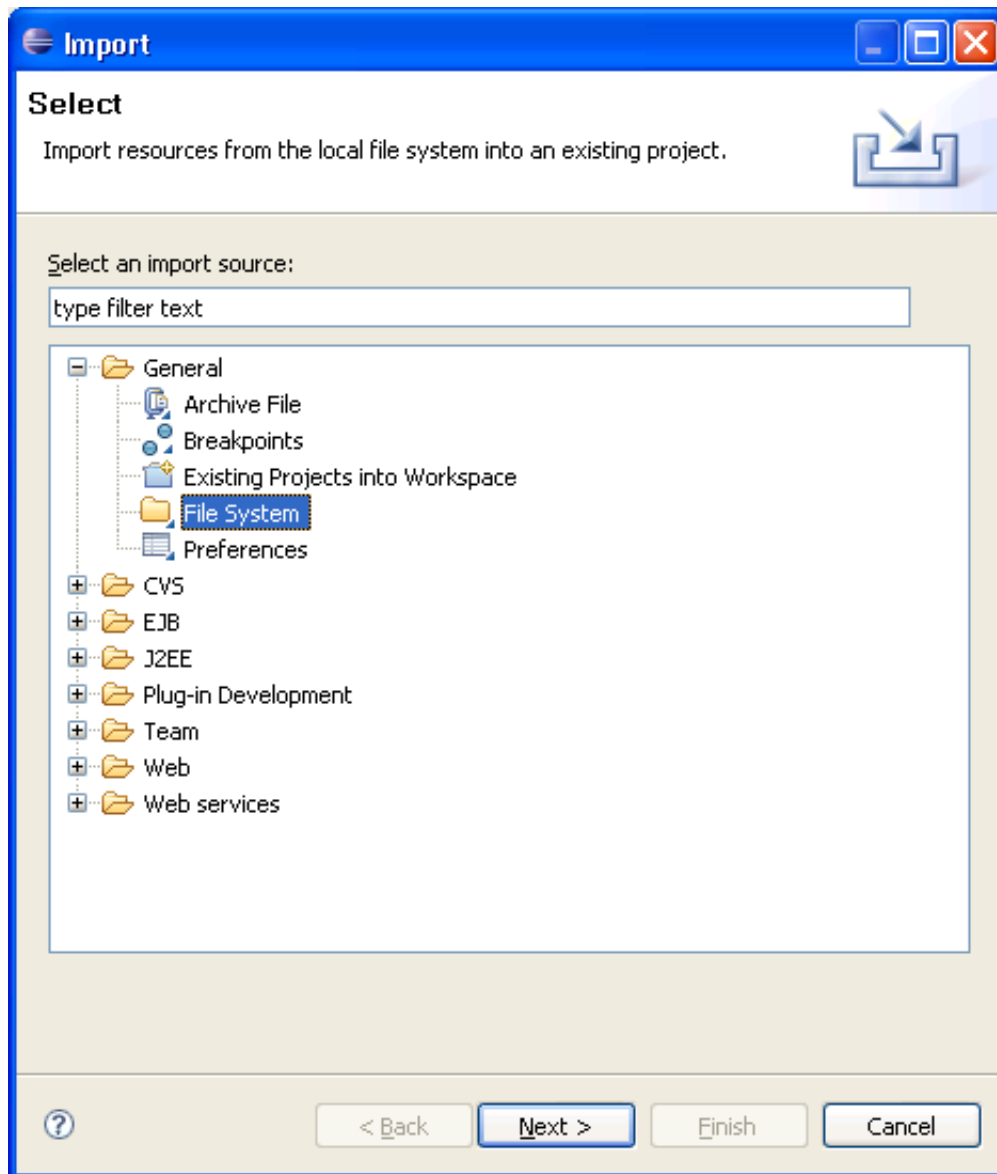 Import
Select
Import resources from the local file system into an existing project.
Select an import source:
type filter text
General
Archive File
Breakpoints
Existing Projects into Workspace
File System
Preferences
CVS
EJB
J2EE
Plug-in Development
Team
Web
Web services
? < Back Next > Finish Cancel